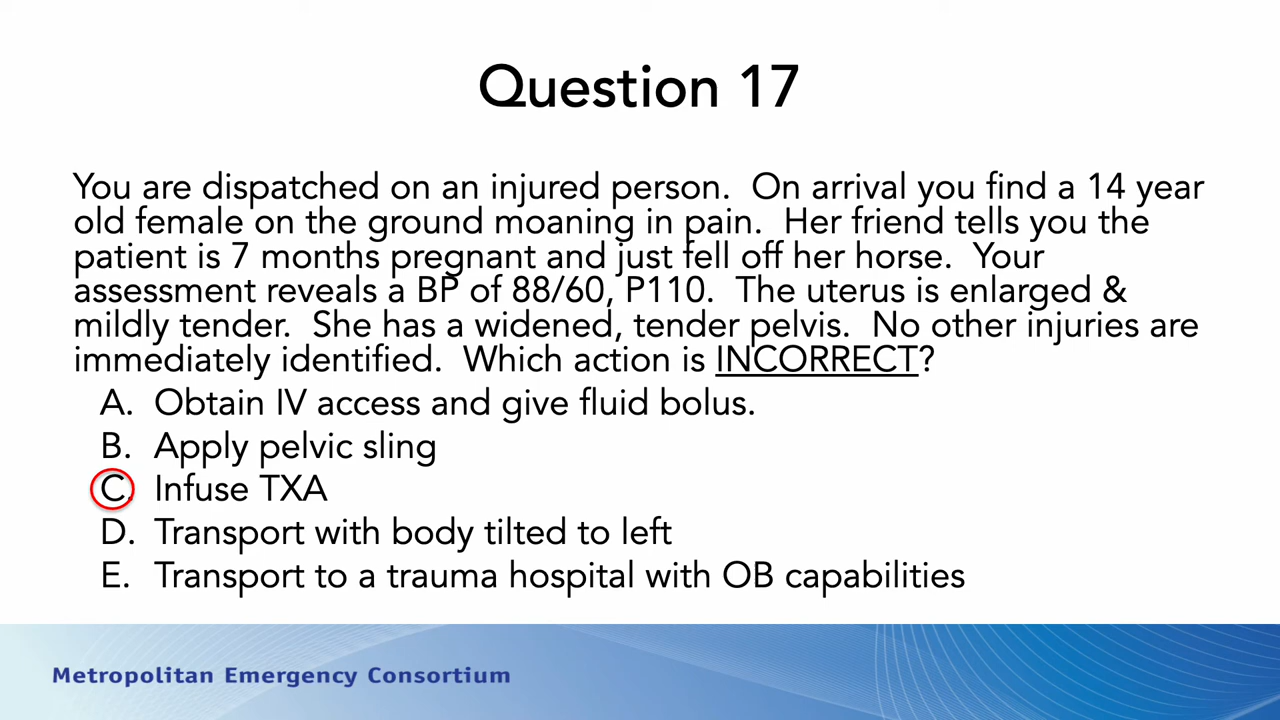 Question 17
You are dispatched on an injured person.  On arrival you find a 14 year
old female on the ground moaning in pain.  Her friend tells you the
patient is 7 months pregnant and just fell off her horse.  Your
assessment reveals a BP of 88/60, P110.  The uterus is enlarged &
mildly tender.  She has a widened, tender pelvis.  No other injuries are
immediately identified.  Which action is INCORRECT?
A. Obtain IV access and give fluid bolus.
B. Apply pelvic sling
C. Infuse TXA
D. Transport with body tilted to left
E. Transport to a trauma hospital with OB capabilities
Metropolitan Emergency Consortium